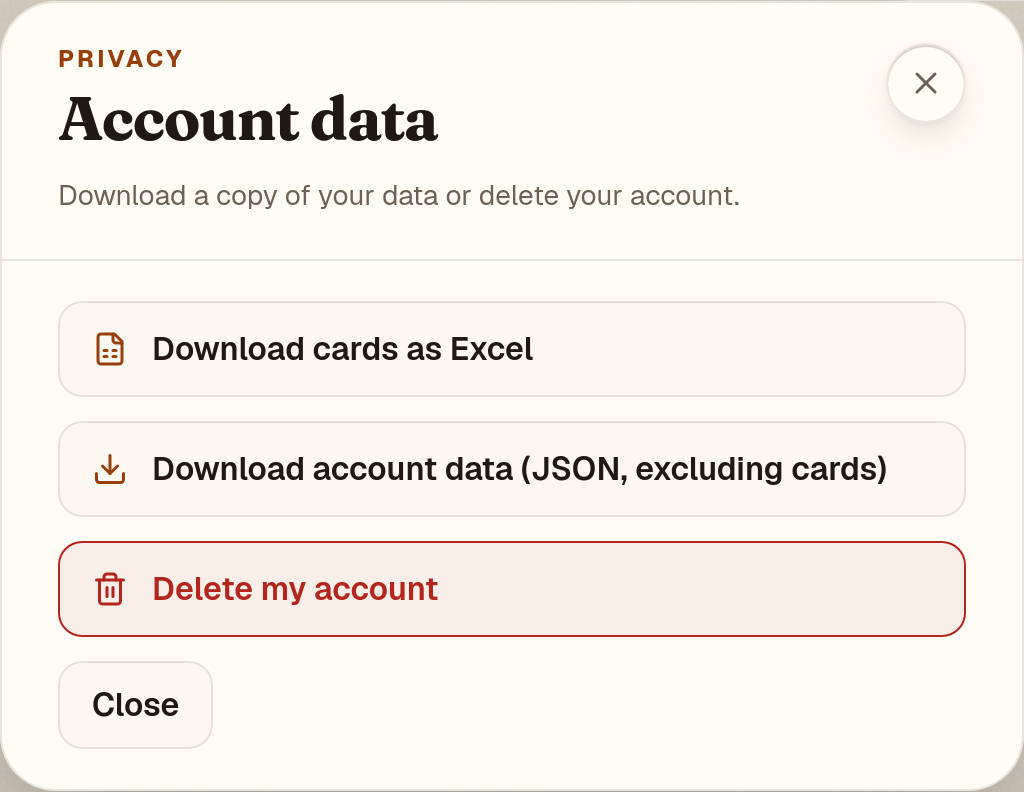 PRIVACY
Account data
Download a copy of your data or delete your account.
Download cards as Excel
Download account data (JSON, excluding cards)
Delete my account
Close